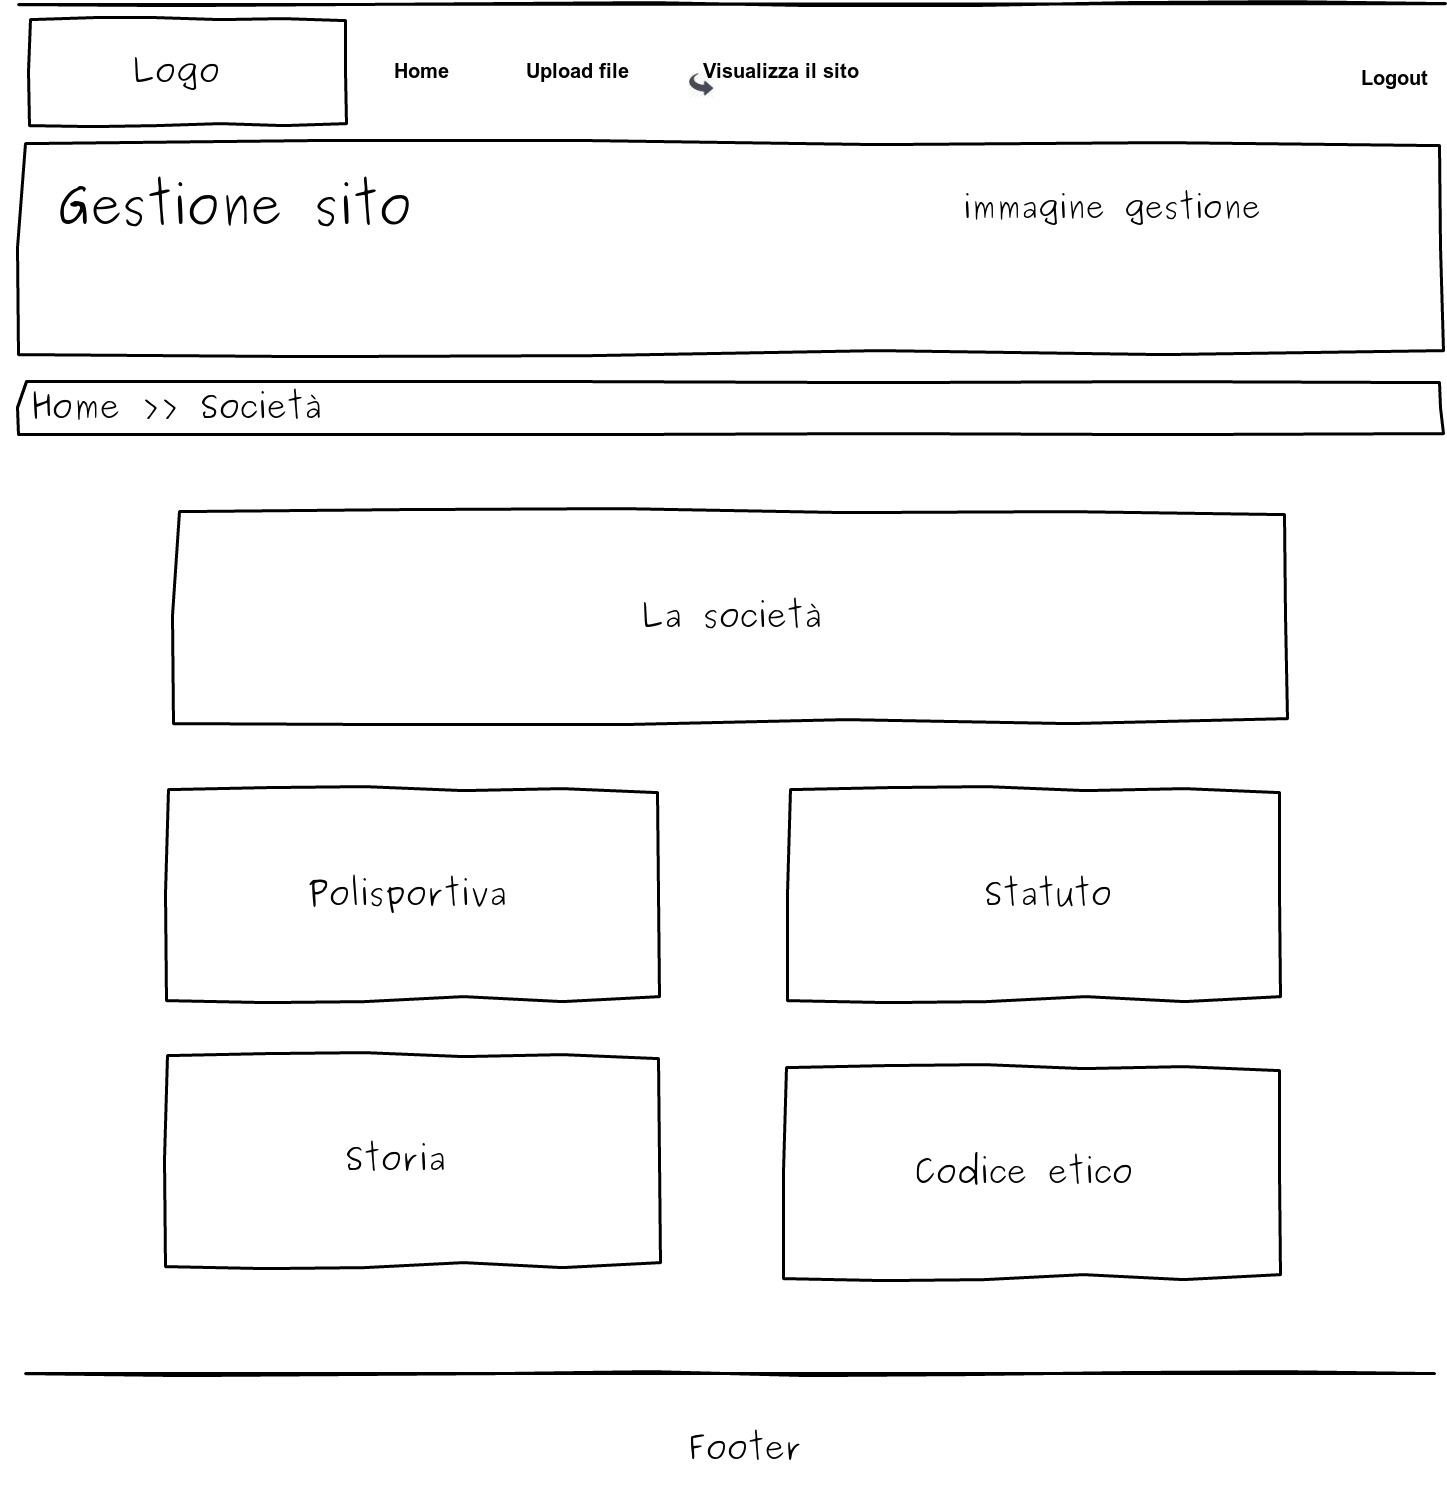 Logo
Home
Upload file
Visualizza il sito
Logout
Gestione sito
immagine gestione
Home >> Società
La società
Polisportiva
Statuto
Storia
Codice etico
Footer